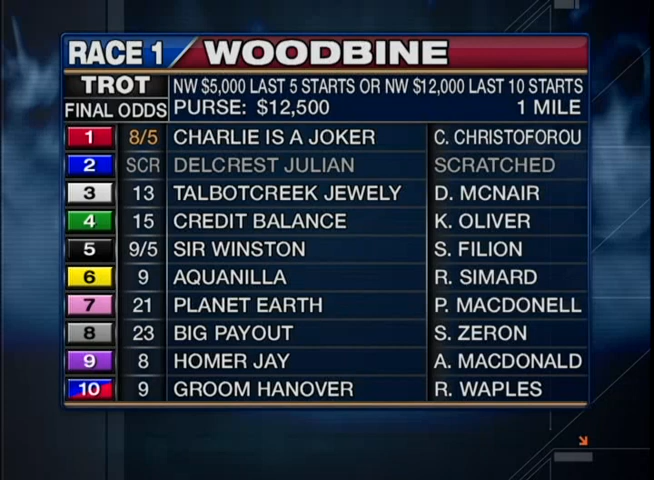 RACE 1 WOODBINE
TROT NW $5,000 LAST 5 STARTS OR NW $12,000 LAST 10 STARTS
FINAL ODDS PURSE: $12,500 1 MILE
1 8/5 CHARLIE IS A JOKER C. CHRISTOFOROU
2 SCR DELCREST JULIAN SCRATCHED
3 13 TALBOTCREEK JEWELY D. MCNAIR
4 15 CREDIT BALANCE K. OLIVER
5 9/5 SIR WINSTON S. FILION
6 9 AQUANILLA R. SIMARD
7 21 PLANET EARTH P. MACDONELL
8 23 BIG PAYOUT S. ZERON
9 8 HOMER JAY A. MACDONALD
10 9 GROOM HANOVER R. WAPLES